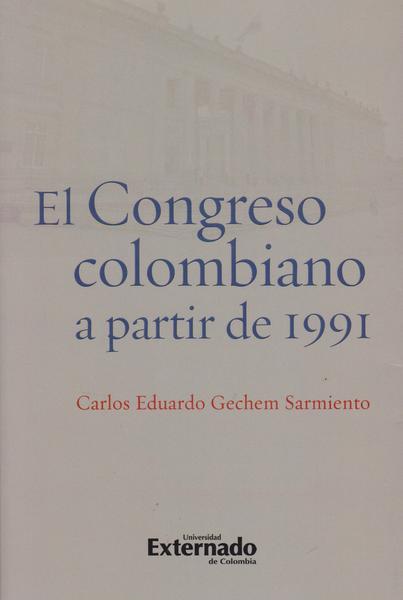 El Congreso
colombiano
a partir de 1991
Carlos Eduardo Gechem Sarmiento
Universidad
Externado
de Colombia